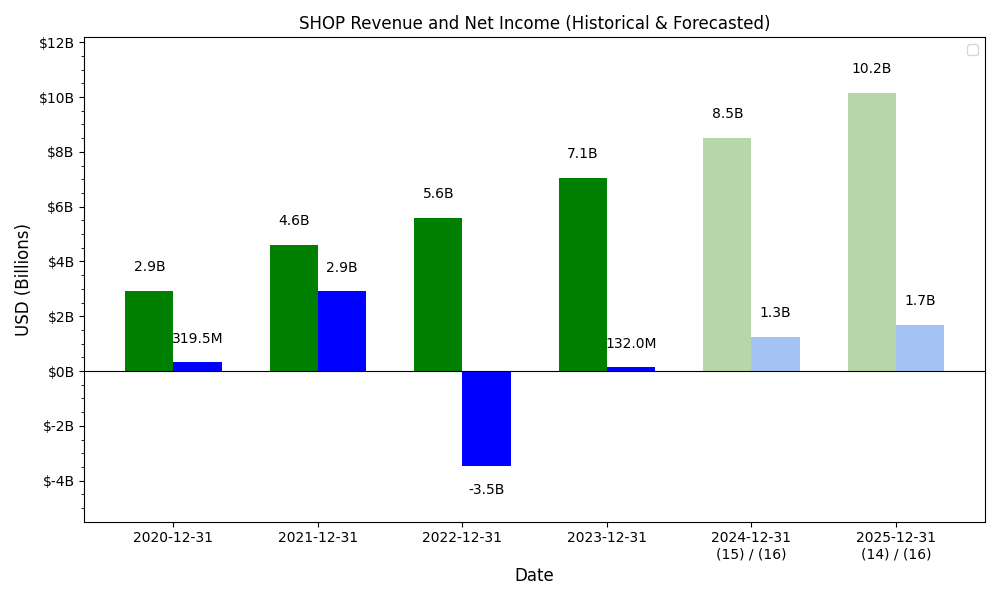 SHOP Revenue and Net Income (Historical & Forecasted)
$12B
$10B
$8B
$6B
$4B
$2B
$0B
$-2B
$-4B
USD (Billions)
2.9B
319.5M
4.6B
2.9B
5.6B
-3.5B
7.1B
132.0M
8.5B
1.3B
10.2B
1.7B
2020-12-31
2021-12-31
2022-12-31
2023-12-31
2024-12-31
(15) / (16)
2025-12-31
(14) / (16)
Date